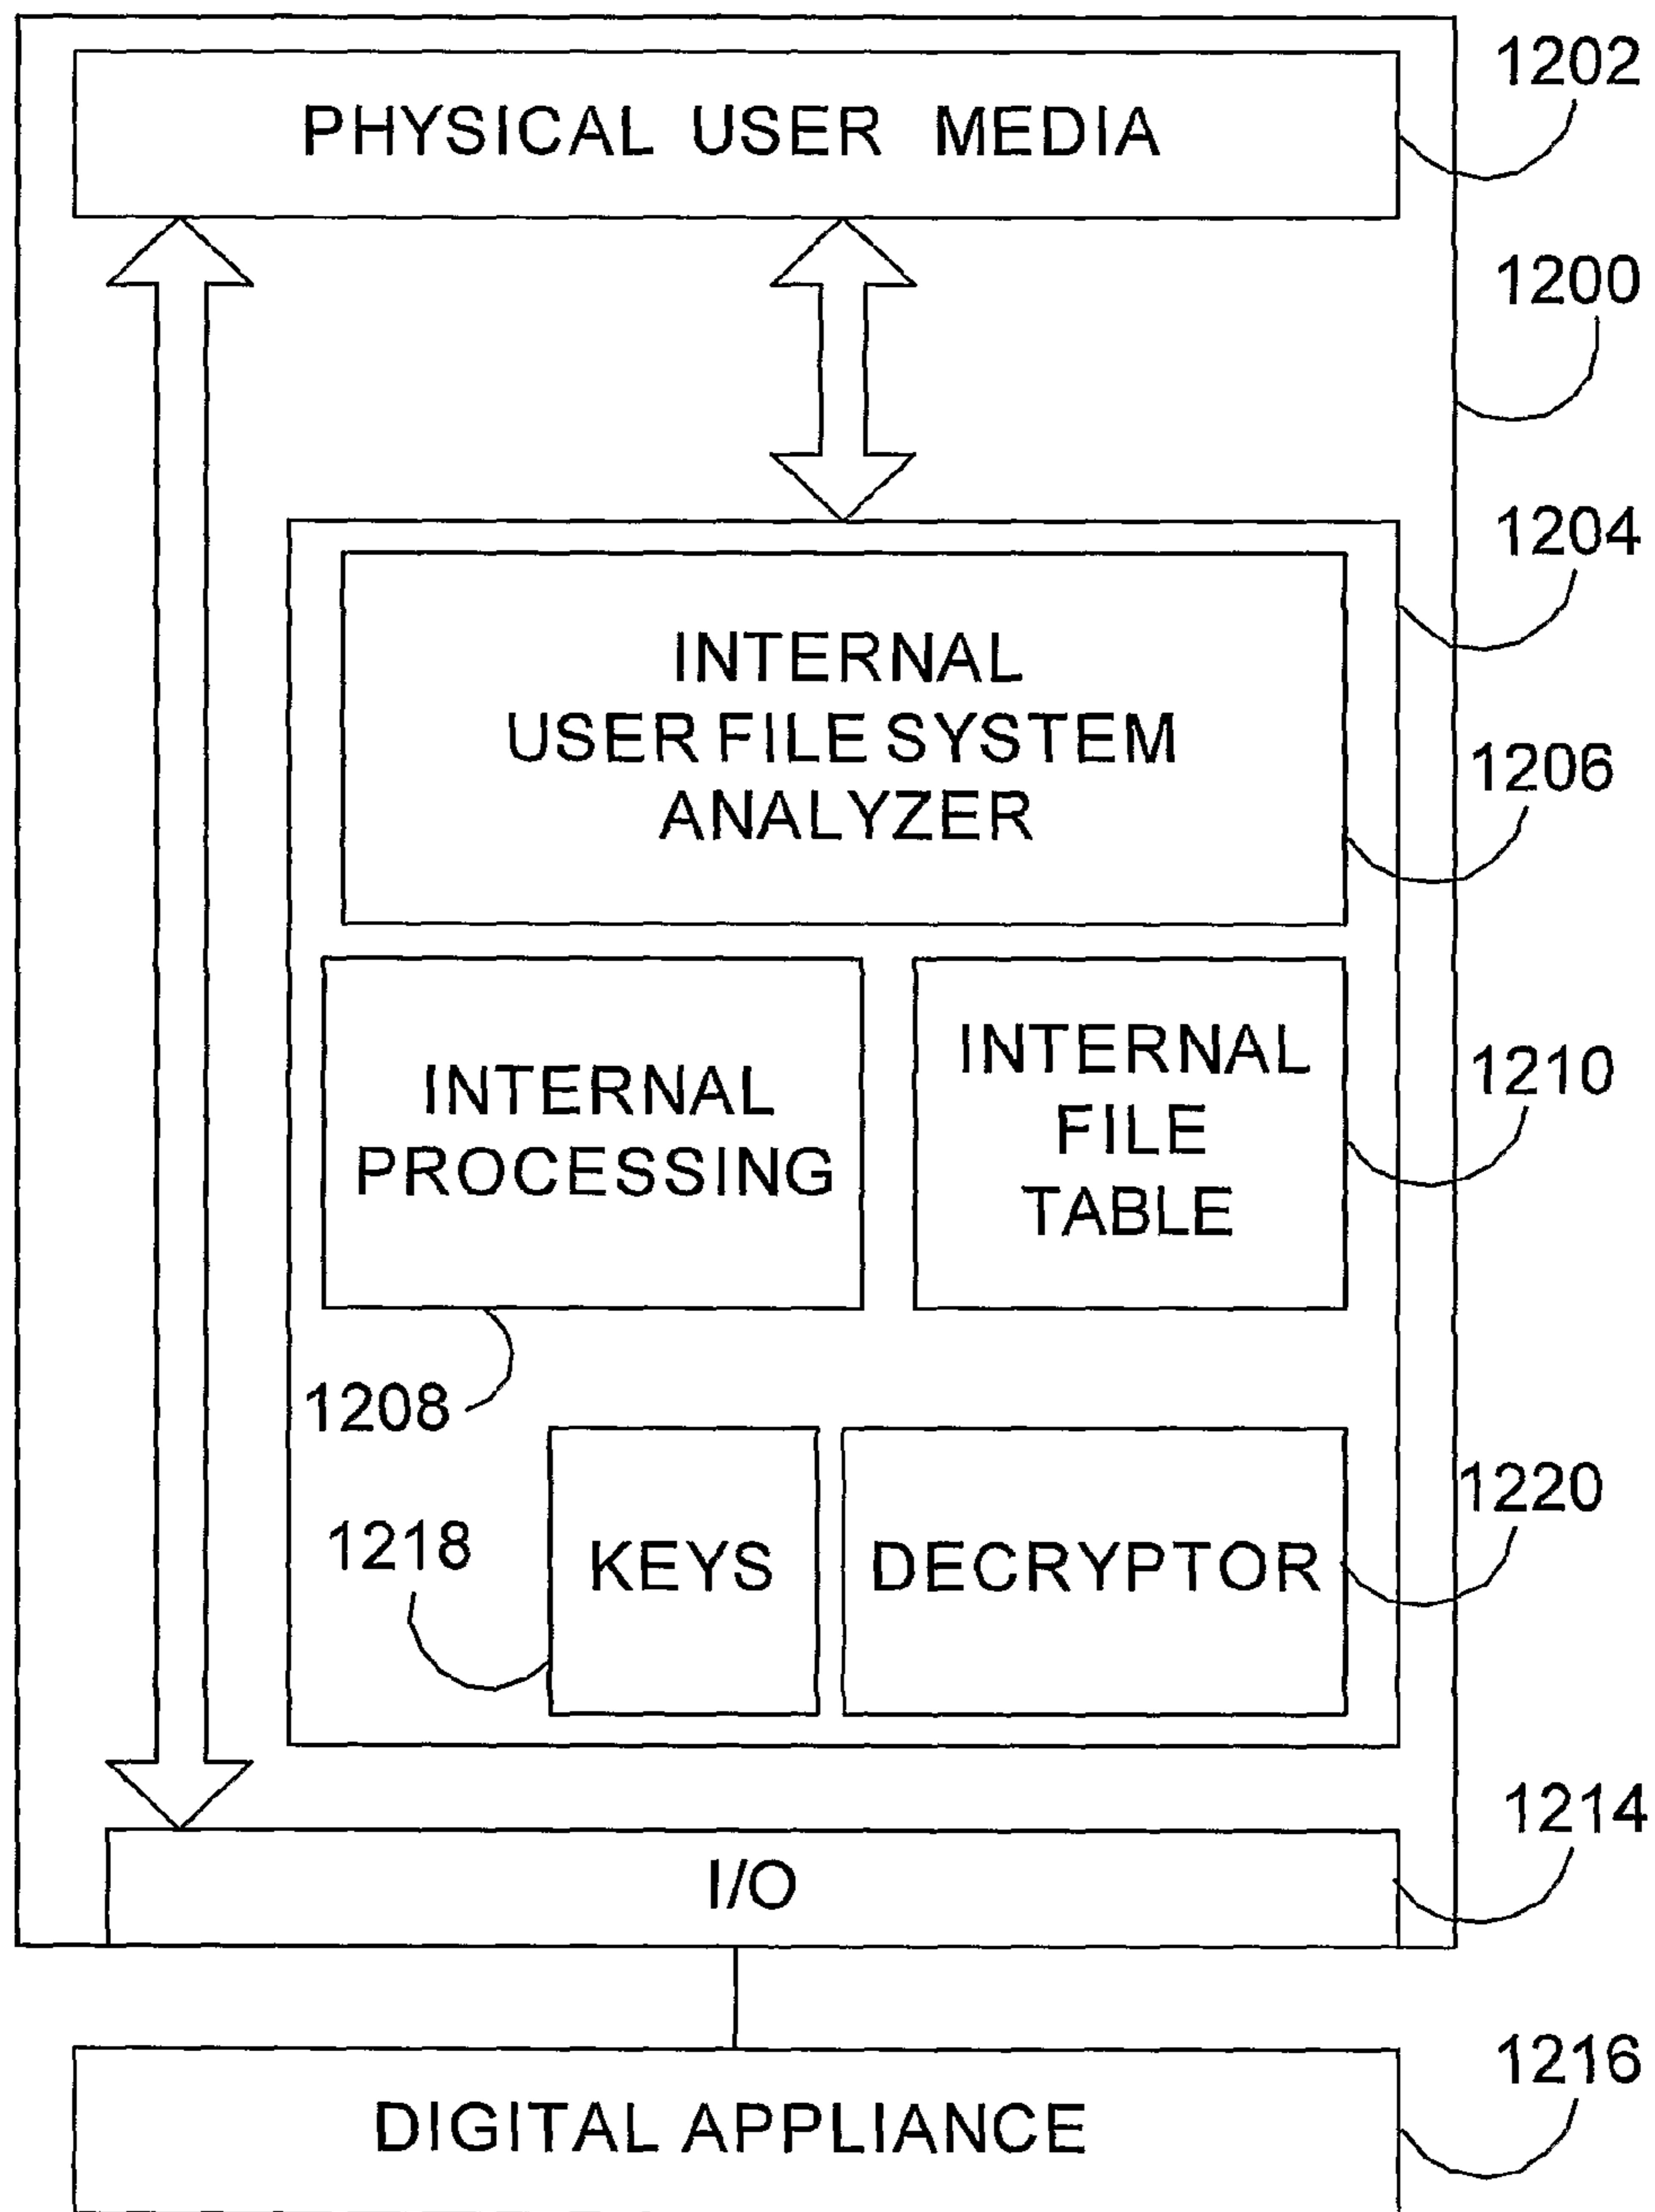 1202
PHYSICAL USER MEDIA
1200
1204
INTERNAL
USER FILE SYSTEM
ANALYZER
1206
INTERNAL
PROCESSING
INTERNAL
FILE
TABLE
1210
1208
1220
1218
KEYS
DECRYPTOR
1214
I/O
1216
DIGITAL APPLIANCE